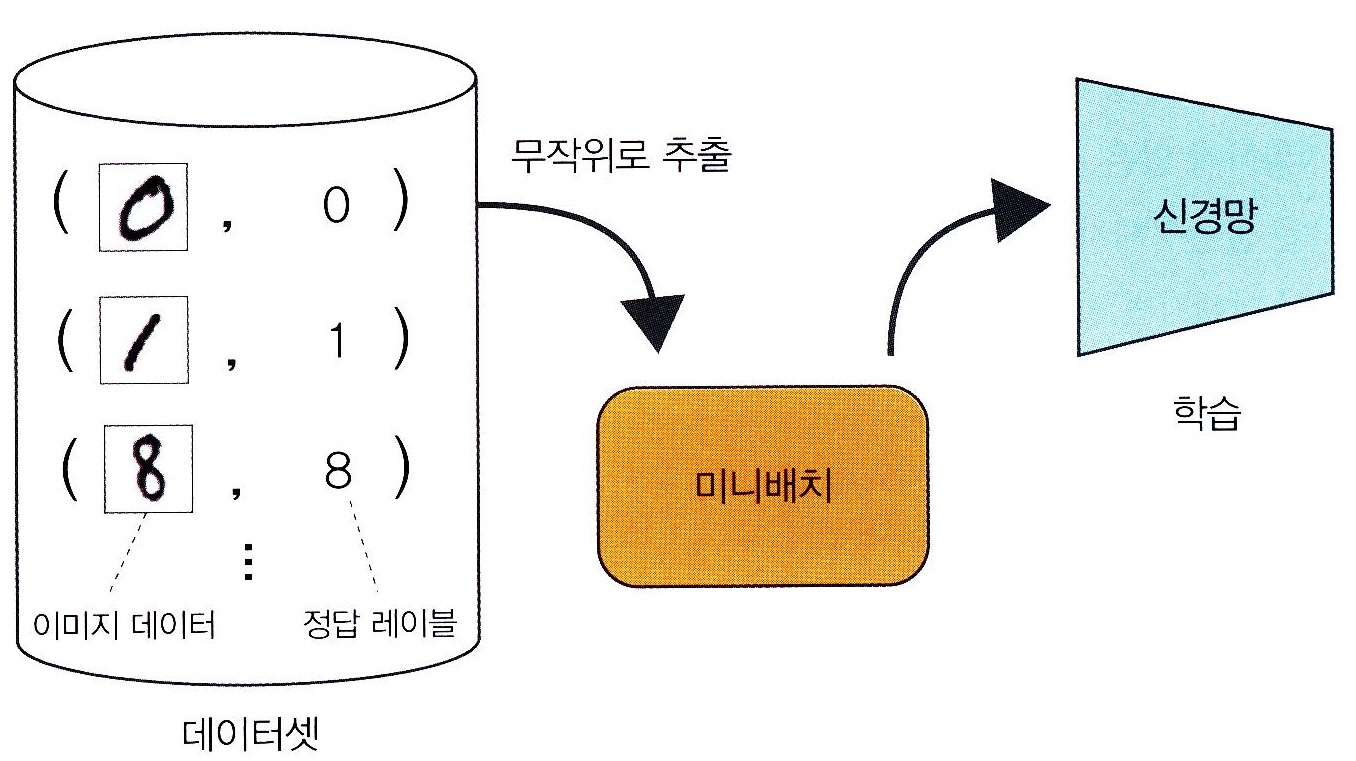 ( 0 , 0 )
( 1 , 1 )
( 8 , 8 )
⋮
이미지 데이터
정답 레이블
데이터셋
무작위로 추출
미니배치
신경망
학습